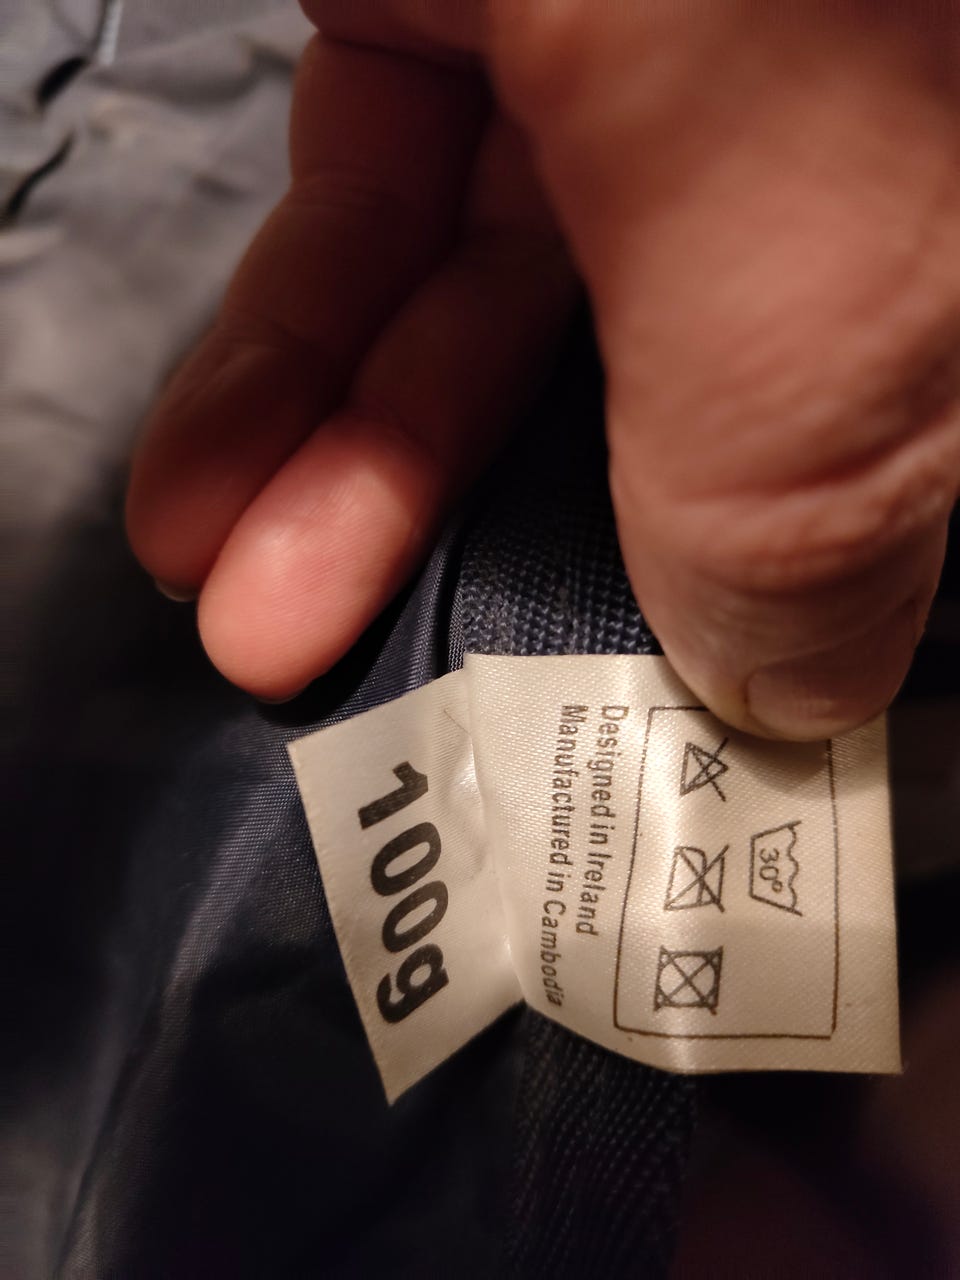 30°
Designed in Ireland
Manufactured in Cambodia
100g